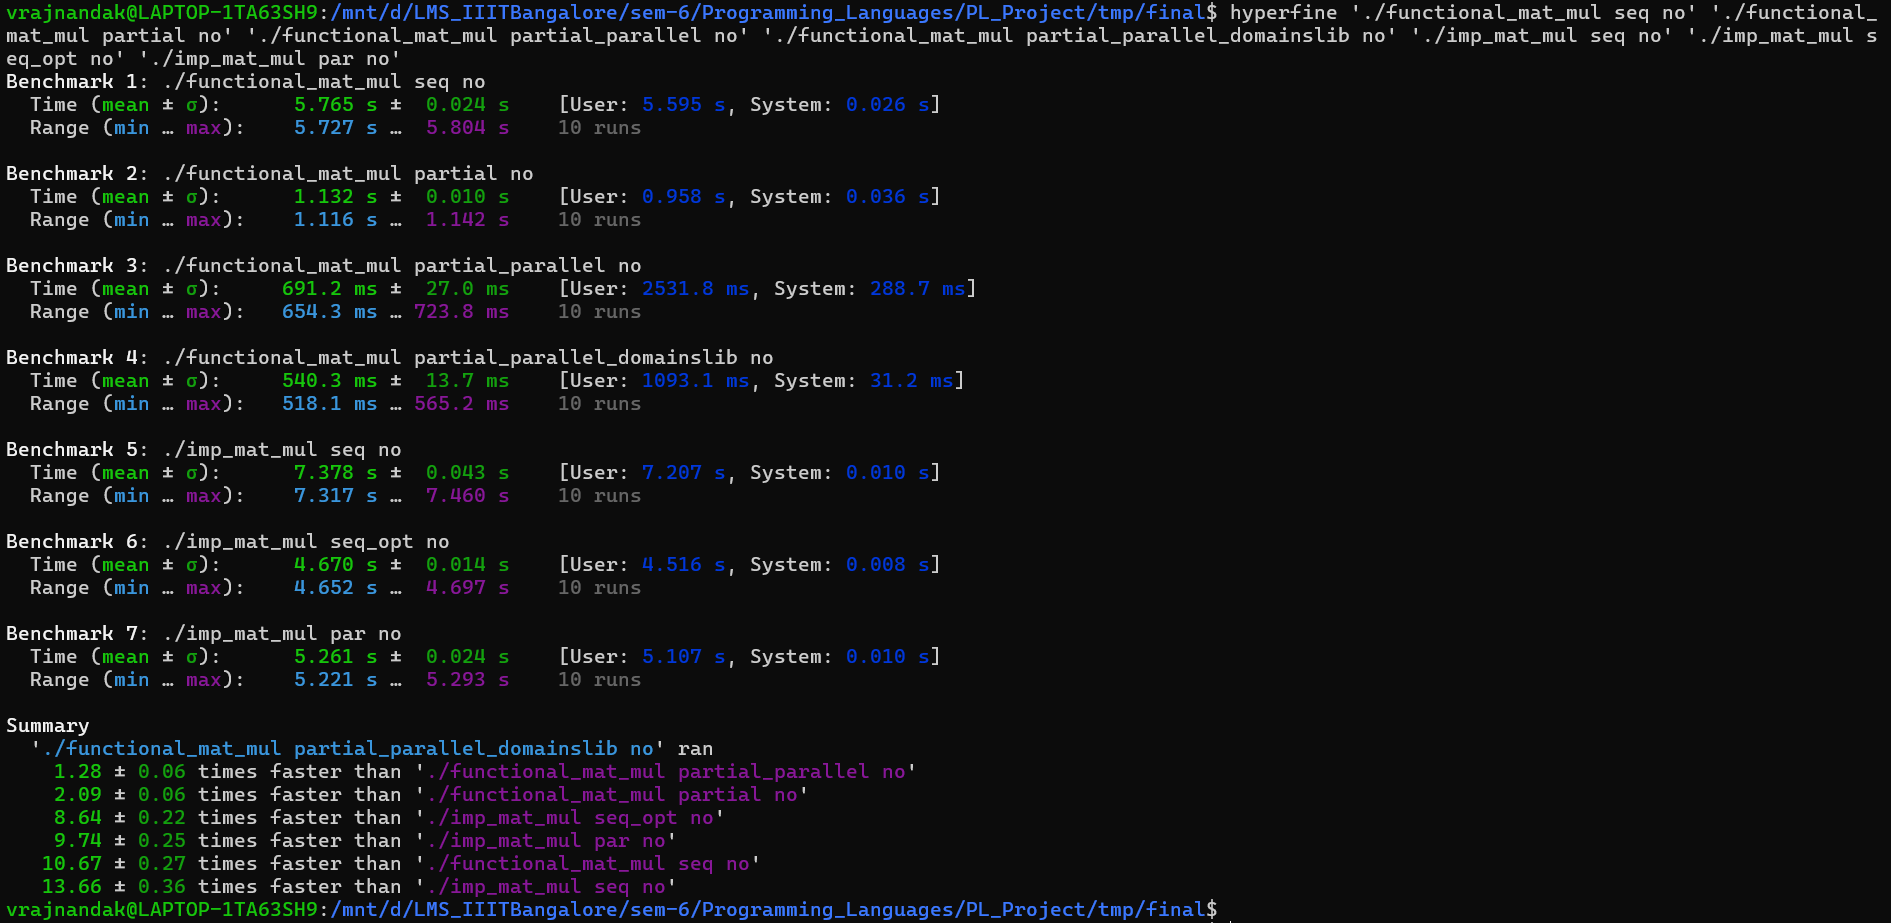 vrajnandak@LAPTOP-1TA63SH9:/mnt/d/LMS_IIITBangalore/sem-6/Programming_Languages/PL_Project/tmp/final$ hyperfine './functional_mat_mul seq no' './functional_
mat_mul partial no' './functional_mat_mul partial_parallel no' './functional_mat_mul partial_parallel_domainslib no' './imp_mat_mul seq no' './imp_mat_mul s
eq_opt no' './imp_mat_mul par no'
Benchmark 1: ./functional_mat_mul seq no
  Time (mean ± σ):      5.765 s ±  0.024 s    [User: 5.595 s, System: 0.026 s]
  Range (min … max):    5.727 s …  5.804 s    10 runs

Benchmark 2: ./functional_mat_mul partial no
  Time (mean ± σ):      1.132 s ±  0.010 s    [User: 0.958 s, System: 0.036 s]
  Range (min … max):    1.116 s …  1.142 s    10 runs

Benchmark 3: ./functional_mat_mul partial_parallel no
  Time (mean ± σ):     691.2 ms ±  27.0 ms    [User: 2531.8 ms, System: 288.7 ms]
  Range (min … max):   654.3 ms … 723.8 ms    10 runs

Benchmark 4: ./functional_mat_mul partial_parallel_domainslib no
  Time (mean ± σ):     540.3 ms ±  13.7 ms    [User: 1093.1 ms, System: 31.2 ms]
  Range (min … max):   518.1 ms … 565.2 ms    10 runs

Benchmark 5: ./imp_mat_mul seq no
  Time (mean ± σ):      7.378 s ±  0.043 s    [User: 7.207 s, System: 0.010 s]
  Range (min … max):    7.317 s …  7.460 s    10 runs

Benchmark 6: ./imp_mat_mul seq_opt no
  Time (mean ± σ):      4.670 s ±  0.014 s    [User: 4.516 s, System: 0.008 s]
  Range (min … max):    4.652 s …  4.697 s    10 runs

Benchmark 7: ./imp_mat_mul par no
  Time (mean ± σ):      5.261 s ±  0.024 s    [User: 5.107 s, System: 0.010 s]
  Range (min … max):    5.221 s …  5.293 s    10 runs

Summary
  './functional_mat_mul partial_parallel_domainslib no' ran
    1.28 ± 0.06 times faster than './functional_mat_mul partial_parallel no'
    2.09 ± 0.06 times faster than './functional_mat_mul partial no'
    8.64 ± 0.22 times faster than './imp_mat_mul seq_opt no'
    9.74 ± 0.25 times faster than './imp_mat_mul par no'
   10.67 ± 0.27 times faster than './functional_mat_mul seq no'
   13.66 ± 0.36 times faster than './imp_mat_mul seq no'
vrajnandak@LAPTOP-1TA63SH9:/mnt/d/LMS_IIITBangalore/sem-6/Programming_Languages/PL_Project/tmp/final$